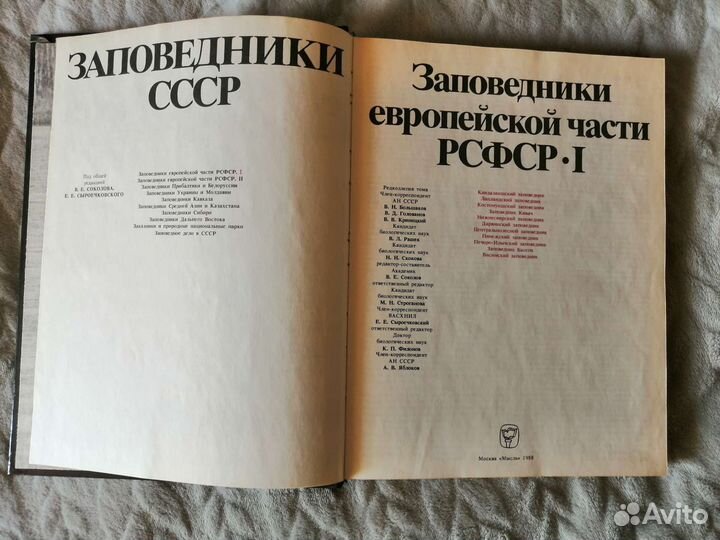 ЗАПОВЕДНИКИ
СССР
Под общей
редакцией
В. Е. СОКОЛОВА,
Е. Е. СЫРОЕЧКОВСКОГО
Заповедники европейской части РСФСР. I
Заповедники европейской части РСФСР. II
Заповедники Прибалтики и Белоруссии
Заповедники Украины и Молдавии
Заповедники Кавказа
Заповедники Средней Азии и Казахстана
Заповедники Сибири
Заповедники Дальнего Востока
Заказники и природные национальные парки
Заповедное дело в СССР
Заповедники
европейской части
РСФСР·I
Редколлегия тома
Член-корреспондент
АН СССР
В. Н. Большаков
В. Д. Голованов
В. В. Криницкий
Кандидат
биологических наук
В. Л. Рашек
Кандидат
биологических наук
Н. Н. Скокова
редактор-составитель
Академик
В. Е. Соколов
ответственный редактор
Кандидат
биологических наук
М. Н. Строганова
Член-корреспондент
ВАСХНИЛ
Е. Е. Сыроечковский
ответственный редактор
Доктор
биологических наук
К. П. Филонов
Член-корреспондент
АН СССР
А. В. Яблоков
Кандалакшский заповедник
Лапландский заповедник
Костомукшский заповедник
Заповедник Кивач
Нижнесвирский заповедник
Дарвинский заповедник
Центральнолесной заповедник
Пинежский заповедник
Печоро-Илычский заповедник
Заповедник Басеги
Висимский заповедник
Москва «Мысль» 1988
Avito